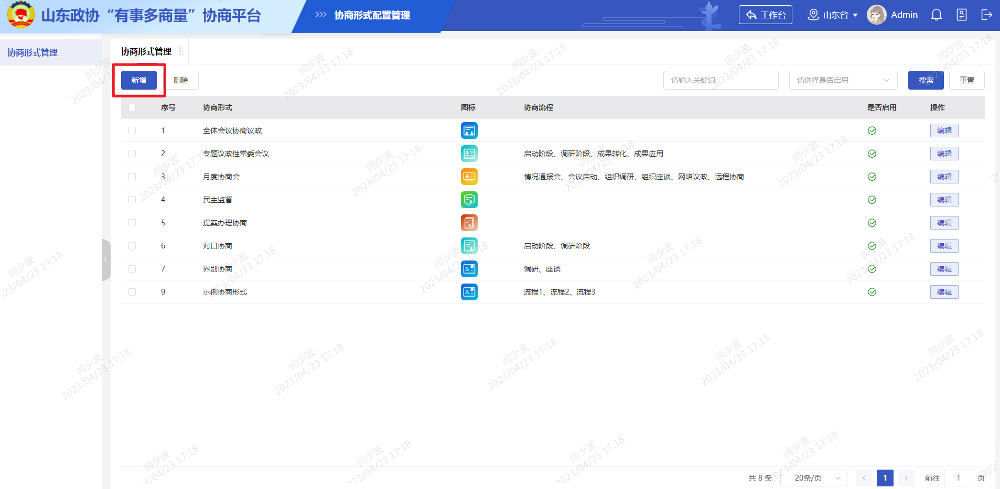 山东政协“有事多商量”协商平台
>>> 协商形式配置管理
工作台
山东省
Admin
协商形式管理
协商形式管理
新增
删除
请输入关键词
请选择是否启用
搜索
重置
序号 协商形式 图标 协商流程 是否启用 操作
1 全体会议协商议政 编辑
2 专题议政性常委会议 启动阶段、调研阶段、成果转化、成果应用 编辑
3 月度协商会 情况通报会、会议启动、组织调研、组织座谈、网络议政、远程协商 编辑
4 民主监督 编辑
5 提案办理协商 编辑
6 对口协商 启动阶段、调研阶段 编辑
7 界别协商 调研、座谈 编辑
9 示例协商形式 流程1、流程2、流程3 编辑
共 8 条
20条/页
1
前往 1 页
闫少波
2023/04/23 17:18